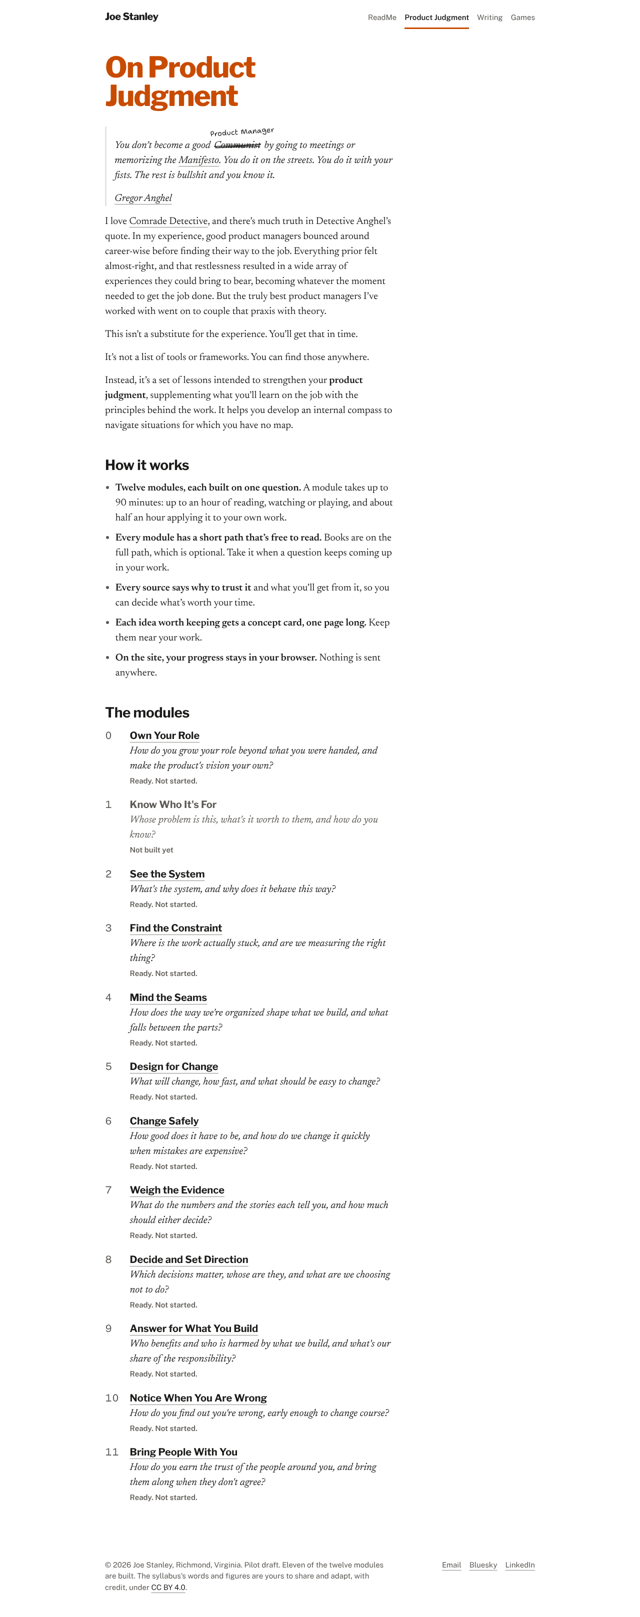 Joe Stanley
ReadMe Product Judgment Writing Games
On Product
Judgment
Product Manager
You don't become a good Communist by going to meetings or
memorizing the Manifesto. You do it on the streets. You do it with your
fists. The rest is bullshit and you know it.
Gregor Anghel
I love Comrade Detective, and there's much truth in Detective Anghel's
quote. In my experience, good product managers bounced around
career-wise before finding their way to the job. Everything prior felt
almost-right, and that restlessness resulted in a wide array of
experiences they could bring to bear, becoming whatever the moment
needed to get the job done. But the truly best product managers I've
worked with went on to couple that praxis with theory.
This isn't a substitute for the experience. You'll get that in time.
It's not a list of tools or frameworks. You can find those anywhere.
Instead, it's a set of lessons intended to strengthen your product
judgment, supplementing what you'll learn on the job with the
principles behind the work. It helps you develop an internal compass to
navigate situations for which you have no map.
How it works
• Twelve modules, each built on one question. A module takes up to
90 minutes: up to an hour of reading, watching or playing, and about
half an hour applying it to your own work.
• Every module has a short path that's free to read. Books are on the
full path, which is optional. Take it when a question keeps coming up
in your work.
• Every source says why to trust it and what you'll get from it, so you
can decide what's worth your time.
• Each idea worth keeping gets a concept card, one page long. Keep
them near your work.
• On the site, your progress stays in your browser. Nothing is sent
anywhere.
The modules
0 Own Your Role
How do you grow your role beyond what you were handed, and
make the product's vision your own?
Ready. Not started.
1 Know Who It's For
Whose problem is this, what's it worth to them, and how do you
know?
Not built yet
2 See the System
What's the system, and why does it behave this way?
Ready. Not started.
3 Find the Constraint
Where is the work actually stuck, and are we measuring the right
thing?
Ready. Not started.
4 Mind the Seams
How does the way we're organized shape what we build, and what
falls between the parts?
Ready. Not started.
5 Design for Change
What will change, how fast, and what should be easy to change?
Ready. Not started.
6 Change Safely
How good does it have to be, and how do we change it quickly
when mistakes are expensive?
Ready. Not started.
7 Weigh the Evidence
What do the numbers and the stories each tell you, and how much
should either decide?
Ready. Not started.
8 Decide and Set Direction
Which decisions matter, whose are they, and what are we choosing
not to do?
Ready. Not started.
9 Answer for What You Build
Who benefits and who is harmed by what we build, and what's our
share of the responsibility?
Ready. Not started.
10 Notice When You Are Wrong
How do you find out you're wrong, early enough to change course?
Ready. Not started.
11 Bring People With You
How do you earn the trust of the people around you, and bring
them along when they don't agree?
Ready. Not started.
© 2026 Joe Stanley, Richmond, Virginia. Pilot draft. Eleven of the twelve modules
are built. The syllabus's words and figures are yours to share and adapt, with
credit, under CC BY 4.0.
Email Bluesky LinkedIn